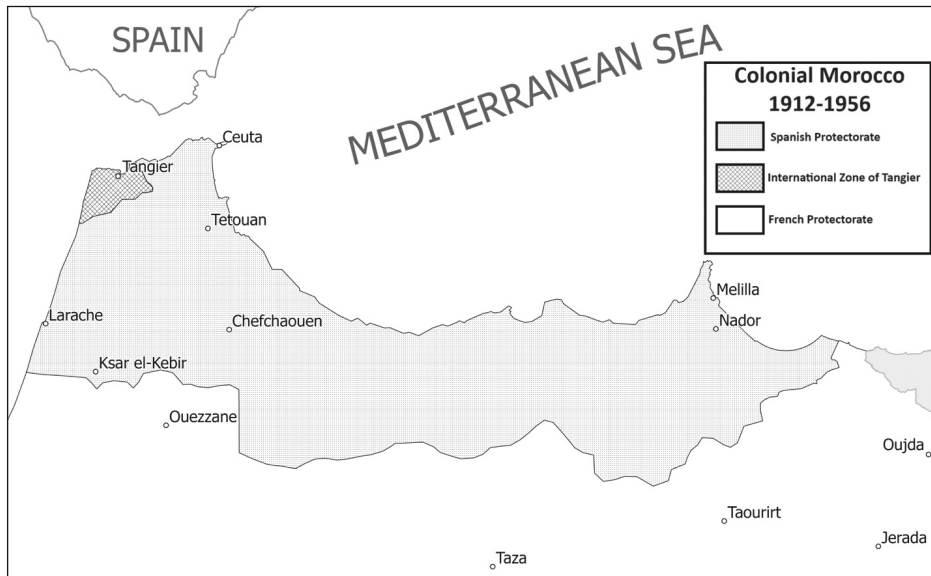 SPAIN
MEDITERRANEAN SEA
Colonial Morocco
1912-1956
Spanish Protectorate
International Zone of Tangier
French Protectorate
Ceuta
Tangier
Tetouan
Melilla
Larache
Chefchaouen
Nador
Ksar el-Kebir
Ouezzane
Oujda
Taourirt
Jerada
Taza